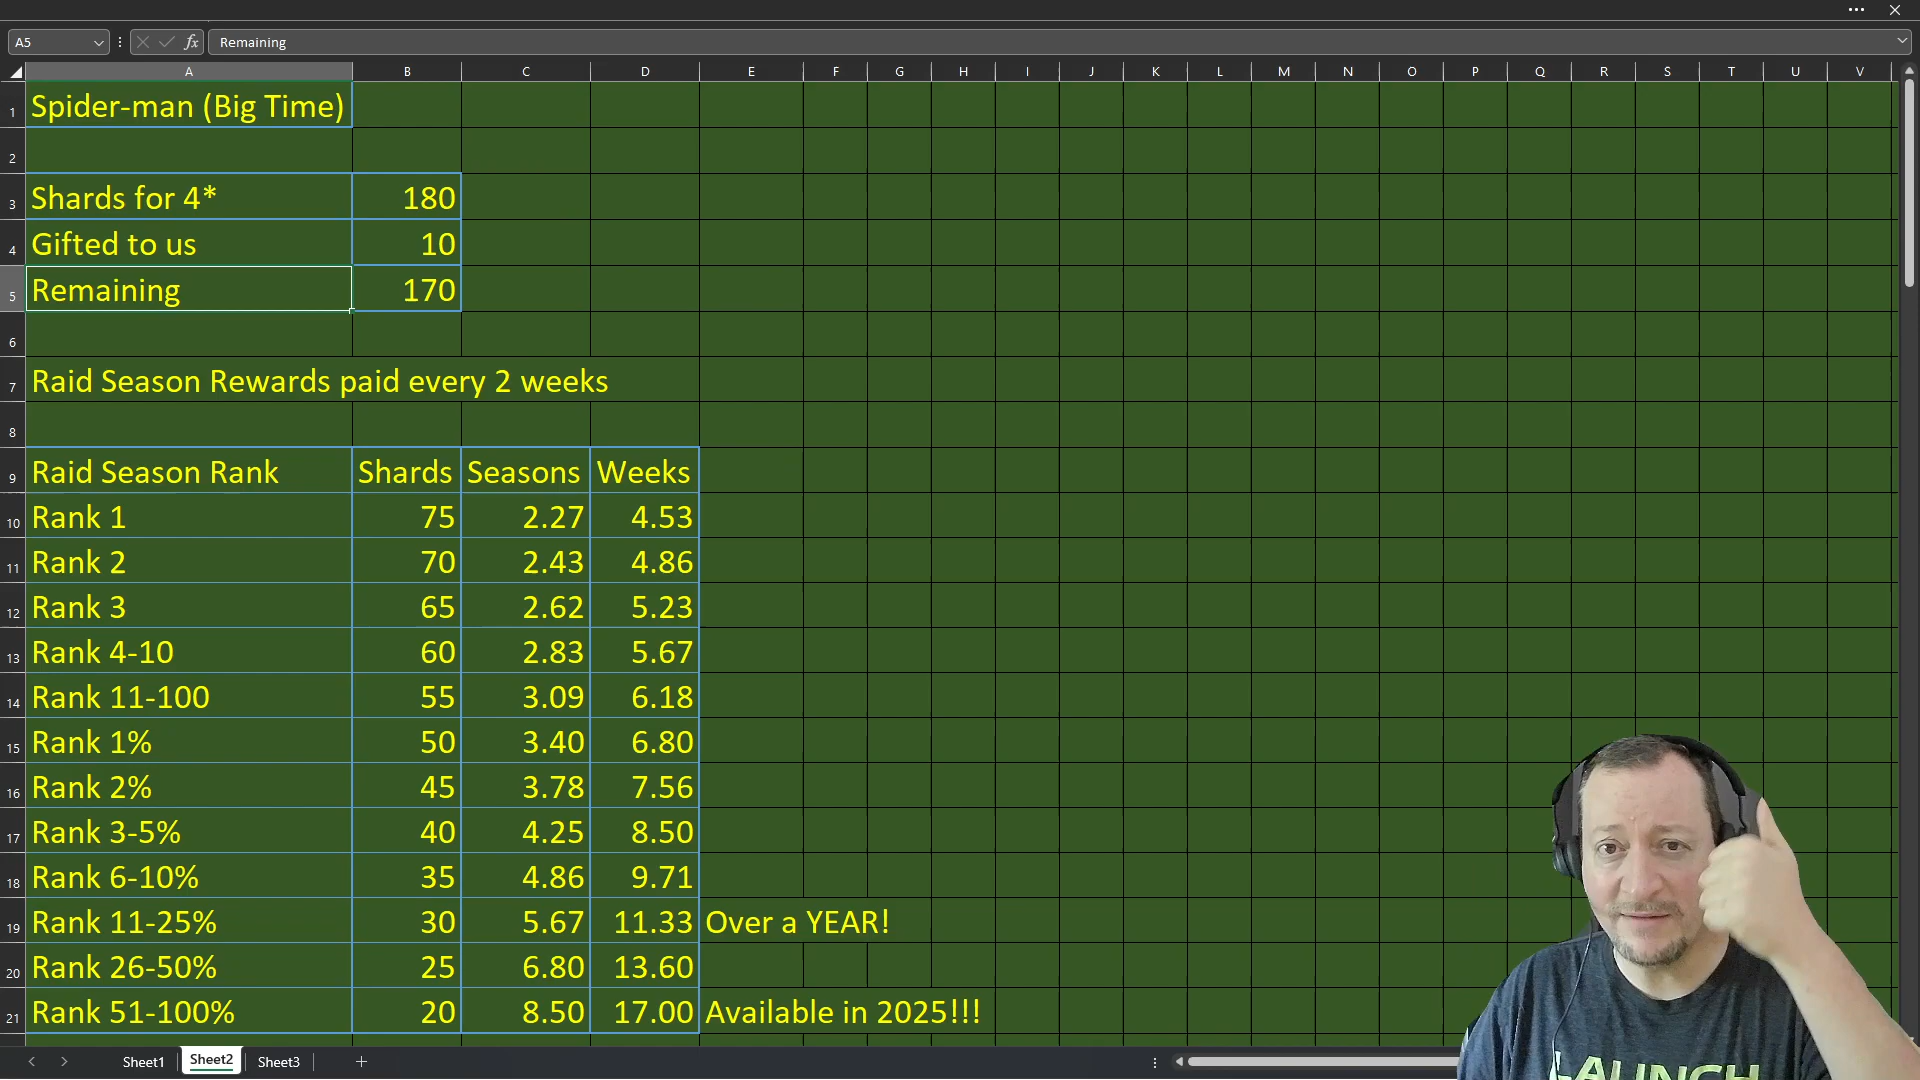 A5
fx
Remaining
A B C D E F G H I J K L M N O P Q R S T U V
1 Spider-man (Big Time)
2
3 Shards for 4* 180
4 Gifted to us 10
5 Remaining 170
6
7 Raid Season Rewards paid every 2 weeks
8
9 Raid Season Rank Shards Seasons Weeks
10 Rank 1 75 2.27 4.53
11 Rank 2 70 2.43 4.86
12 Rank 3 65 2.62 5.23
13 Rank 4-10 60 2.83 5.67
14 Rank 11-100 55 3.09 6.18
15 Rank 1% 50 3.40 6.80
16 Rank 2% 45 3.78 7.56
17 Rank 3-5% 40 4.25 8.50
18 Rank 6-10% 35 4.86 9.71
19 Rank 11-25% 30 5.67 11.33 Over a YEAR!
20 Rank 26-50% 25 6.80 13.60
21 Rank 51-100% 20 8.50 17.00 Available in 2025!!!
Sheet1 Sheet2 Sheet3
LAUNCH